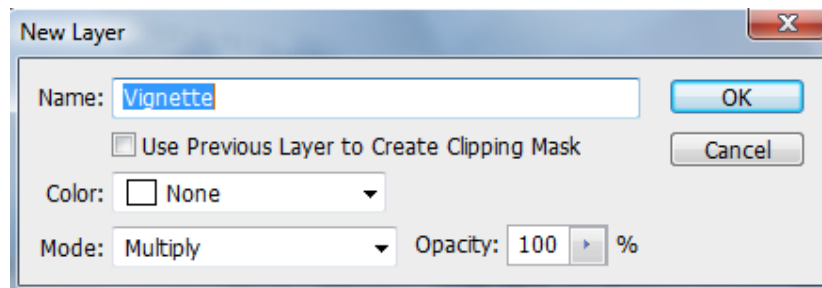 New Layer
Name: Vignette OK
Use Previous Layer to Create Clipping Mask Cancel
Color: None
Mode: Multiply Opacity: 100 %